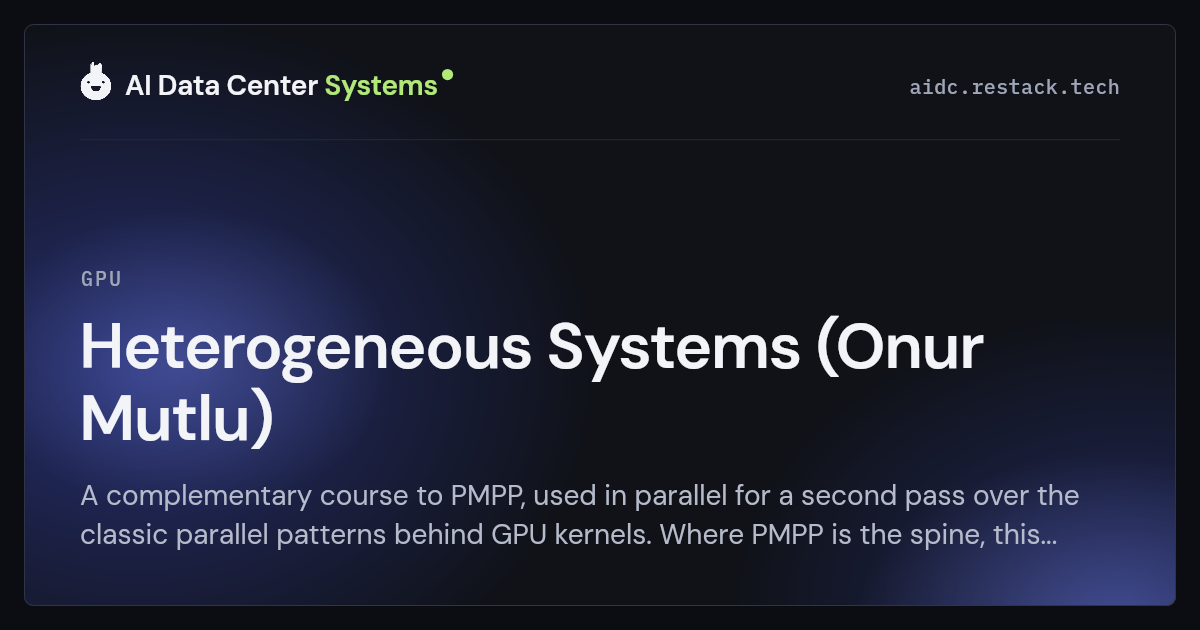 AI Data Center Systems
aidc.restack.tech
GPU
Heterogeneous Systems (Onur
Mutlu)
A complementary course to PMPP, used in parallel for a second pass over the
classic parallel patterns behind GPU kernels. Where PMPP is the spine, this...